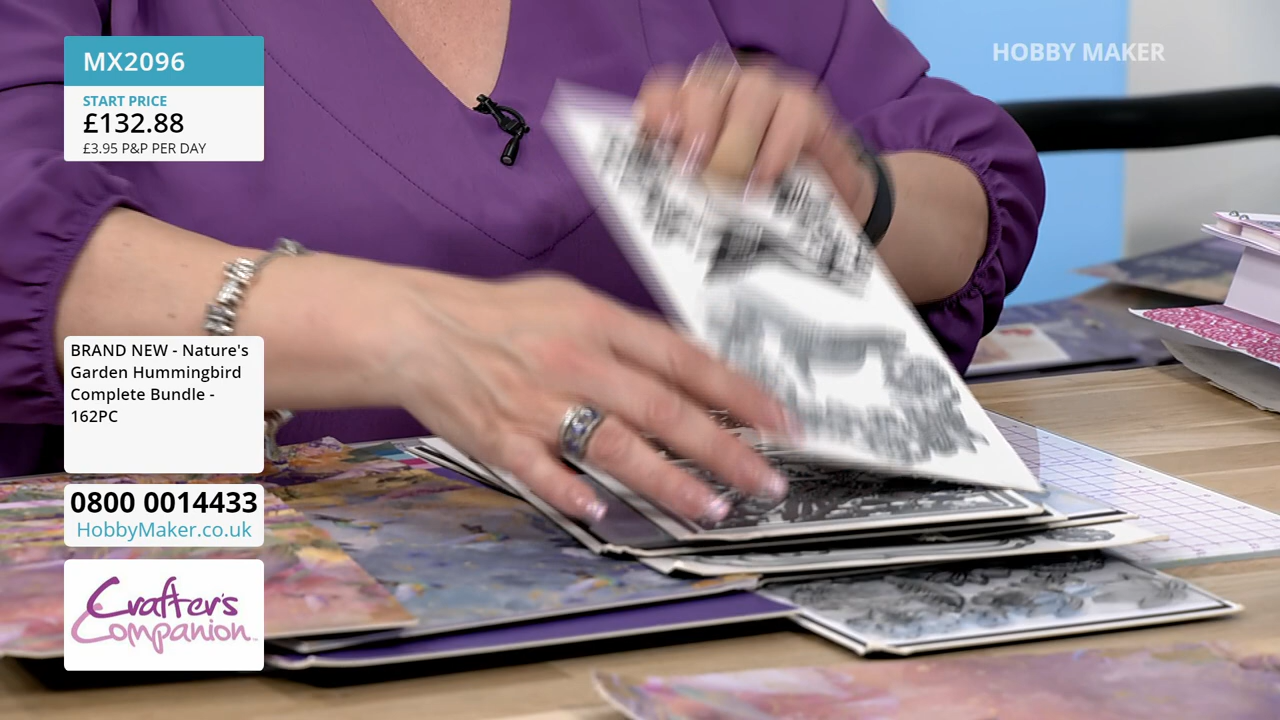 MX2096
START PRICE
£132.88
£3.95 P&P PER DAY
HOBBY MAKER
BRAND NEW - Nature's
Garden Hummingbird
Complete Bundle -
162PC
0800 0014433
HobbyMaker.co.uk
Crafter's
Companion